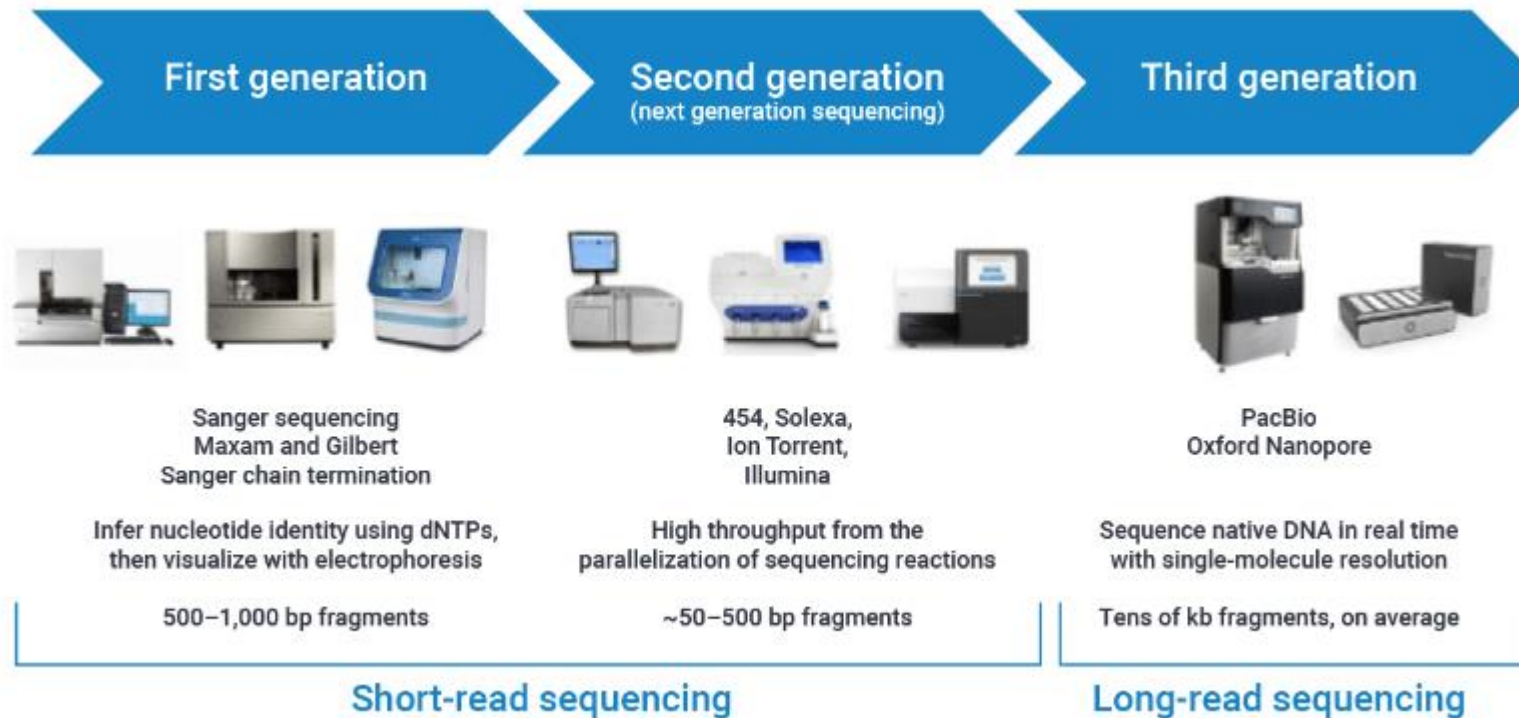 First generation
Second generation
(next generation sequencing)
Third generation
Sanger sequencing
Maxam and Gilbert
Sanger chain termination
454, Solexa,
Ion Torrent,
Illumina
PacBio
Oxford Nanopore
Infer nucleotide identity using dNTPs,
then visualize with electrophoresis
High throughput from the
parallelization of sequencing reactions
Sequence native DNA in real time
with single-molecule resolution
500–1,000 bp fragments
~50–500 bp fragments
Tens of kb fragments, on average
Short-read sequencing
Long-read sequencing